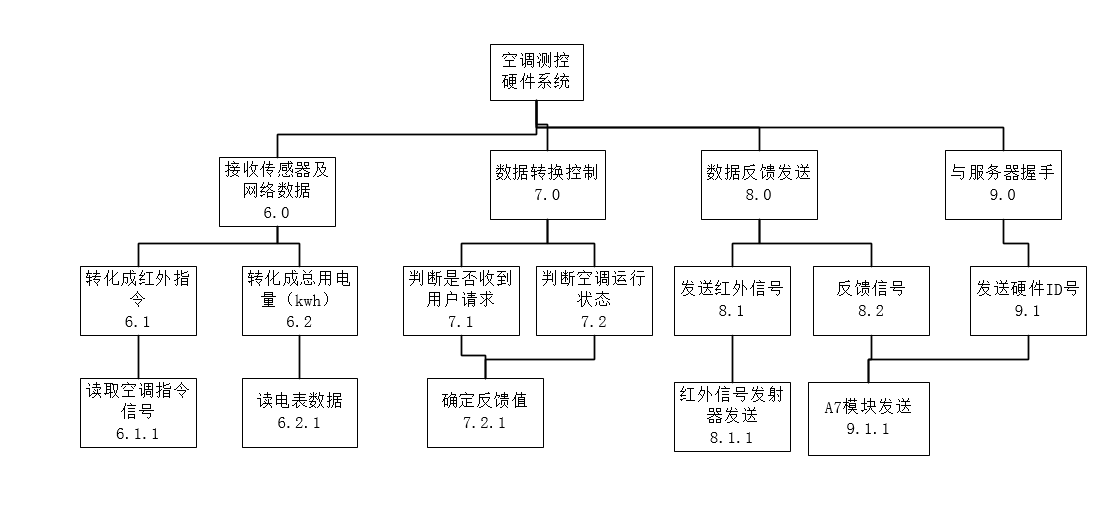 空调测控
硬件系统
接收传感器及
网络数据
6.0
数据转换控制
7.0
数据反馈发送
8.0
与服务器握手
9.0
转化成红外指
令
6.1
转化成总用电
量（kwh）
6.2
判断是否收到
用户请求
7.1
判断空调运行
状态
7.2
发送红外信号
8.1
反馈信号
8.2
发送硬件ID号
9.1
读取空调指令
信号
6.1.1
读电表数据
6.2.1
确定反馈值
7.2.1
红外信号发射
器发送
8.1.1
A7模块发送
9.1.1